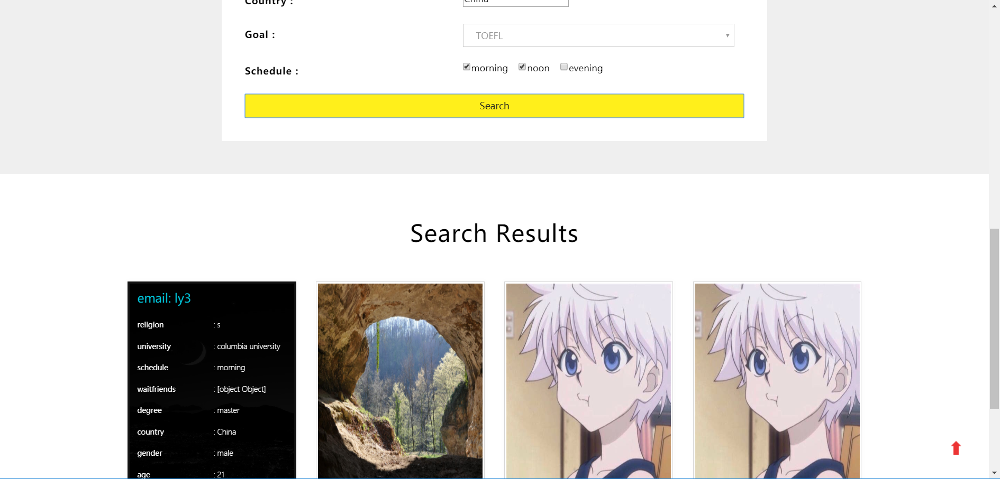 Country :
China
Goal :
TOEFL
Schedule :
morning noon evening
Search
Search Results
email: ly3
religion : s
university : columbia university
schedule : morning
waitfriends : [object Object]
degree : master
country : China
gender : male
age : 21